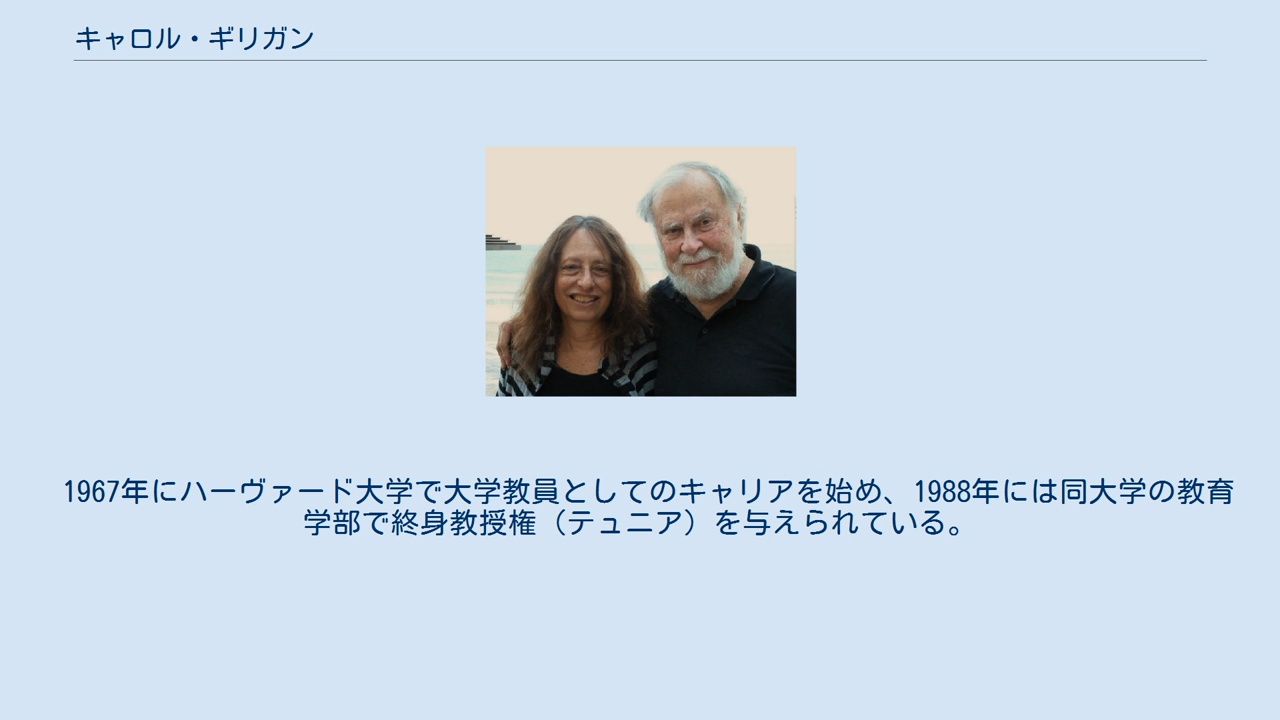 キャロル・ギリガン
1967年にハーヴァード大学で大学教員としてのキャリアを始め、1988年には同大学の教育
学部で終身教授権（テュニア）を与えられている。